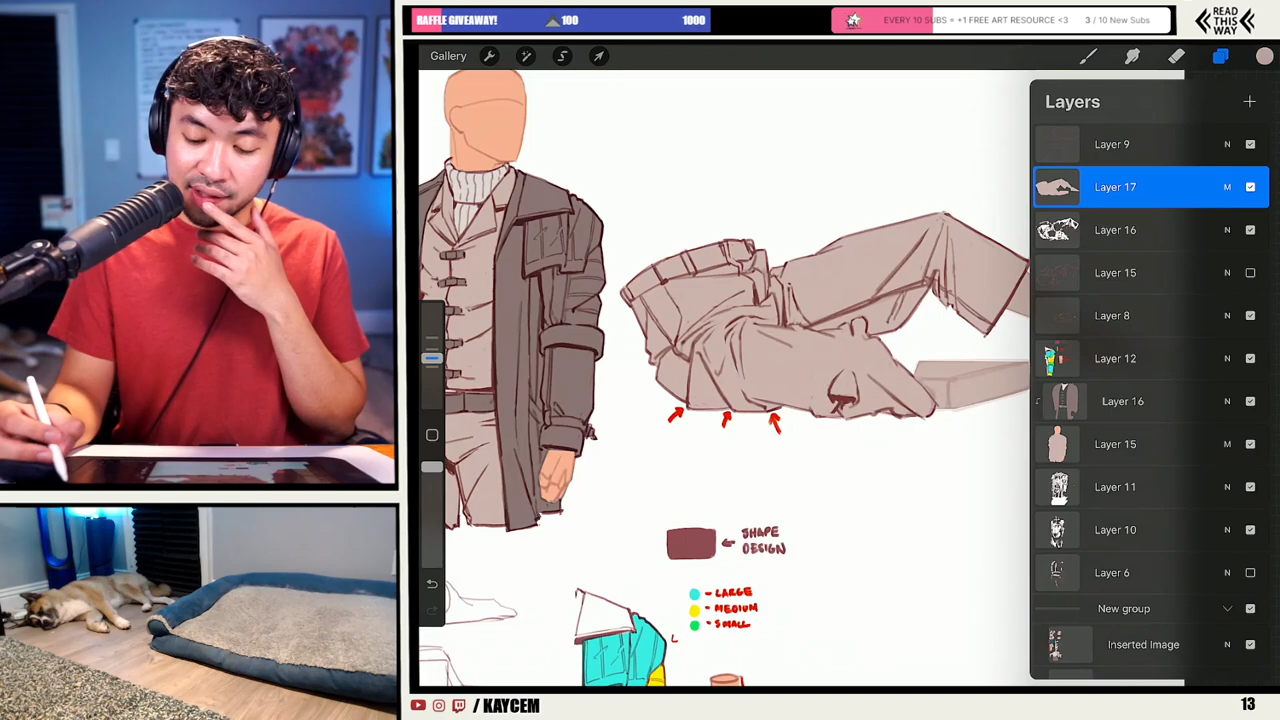 RAFFLE GIVEAWAY! 100 1000
EVERY 10 SUBS = +1 FREE ART RESOURCE <3 3 / 10 New Subs
READ
THIS
WAY
Gallery
Layers
Layer 9 N
Layer 17 M
Layer 16 N
Layer 15 N
Layer 8 N
Layer 12 N
Layer 16 N
Layer 15 M
Layer 11 N
Layer 10 N
Layer 6 N
New group
Inserted Image N
SHAPE
DESIGN
- LARGE
- MEDIUM
- SMALL
/ KAYCEM
13